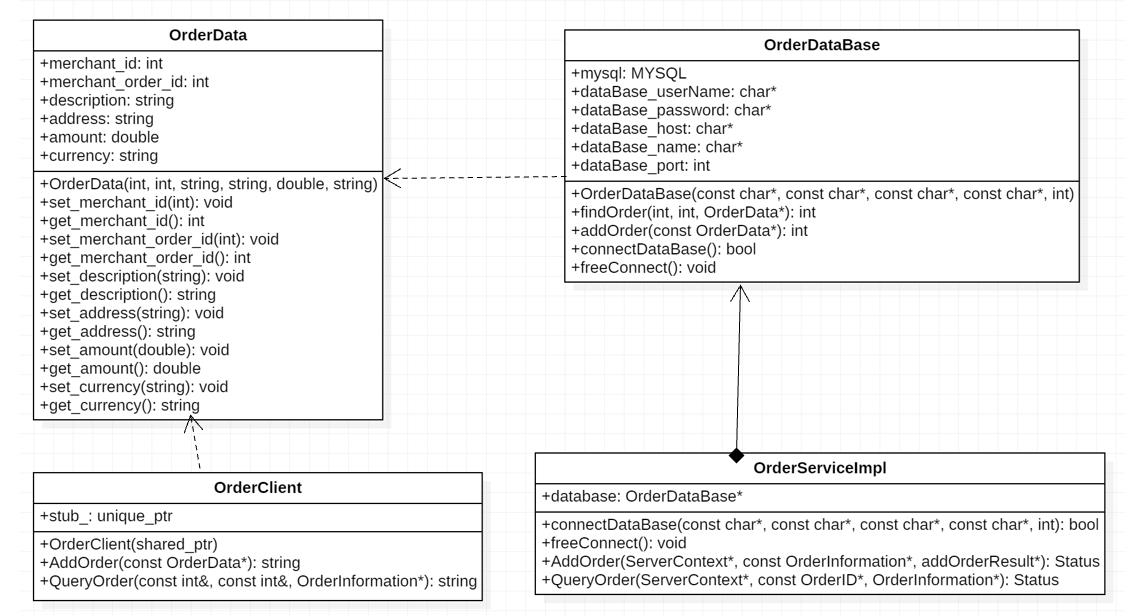 OrderData
+merchant_id: int
+merchant_order_id: int
+description: string
+address: string
+amount: double
+currency: string
+OrderData(int, int, string, string, double, string)
+set_merchant_id(int): void
+get_merchant_id(): int
+set_merchant_order_id(int): void
+get_merchant_order_id(): int
+set_description(string): void
+get_description(): string
+set_address(string): void
+get_address(): string
+set_amount(double): void
+get_amount(): double
+set_currency(string): void
+get_currency(): string
OrderDataBase
+mysql: MYSQL
+dataBase_userName: char*
+dataBase_password: char*
+dataBase_host: char*
+dataBase_name: char*
+dataBase_port: int
+OrderDataBase(const char*, const char*, const char*, const char*, int)
+findOrder(int, int, OrderData*): int
+addOrder(const OrderData*): int
+connectDataBase(): bool
+freeConnect(): void
OrderClient
+stub_: unique_ptr
+OrderClient(shared_ptr)
+AddOrder(const OrderData*): string
+QueryOrder(const int&, const int&, OrderInformation*): string
OrderServiceImpl
+database: OrderDataBase*
+connectDataBase(const char*, const char*, const char*, const char*, int): bool
+freeConnect(): void
+AddOrder(ServerContext*, const OrderInformation*, addOrderResult*): Status
+QueryOrder(ServerContext*, const OrderID*, OrderInformation*): Status